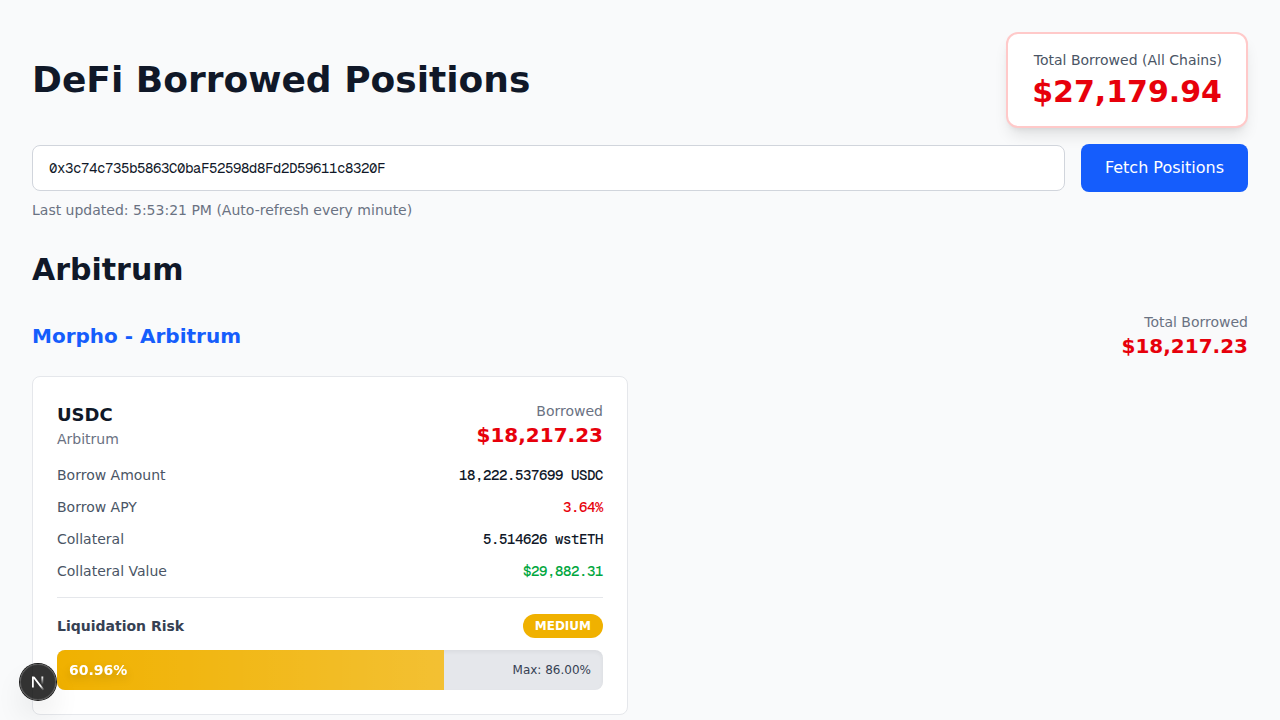 DeFi Borrowed Positions
Total Borrowed (All Chains)
$27,179.94
0x3c74c735b5863C0baF52598d8Fd2D59611c8320F
Fetch Positions
Last updated: 5:53:21 PM (Auto-refresh every minute)
Arbitrum
Morpho - Arbitrum
Total Borrowed
$18,217.23
USDC
Arbitrum
Borrowed
$18,217.23
Borrow Amount 18,222.537699 USDC
Borrow APY 3.64%
Collateral 5.514626 wstETH
Collateral Value $29,882.31
Liquidation Risk MEDIUM
60.96% Max: 86.00%
N